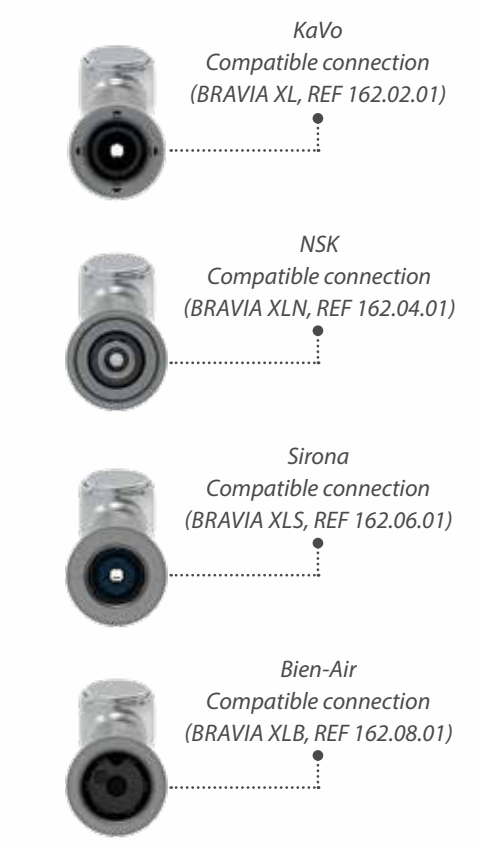 KaVo
Compatible connection
(BRAVIA XL, REF 162.02.01)
NSK
Compatible connection
(BRAVIA XLN, REF 162.04.01)
Sirona
Compatible connection
(BRAVIA XLS, REF 162.06.01)
Bien-Air
Compatible connection
(BRAVIA XLB, REF 162.08.01)